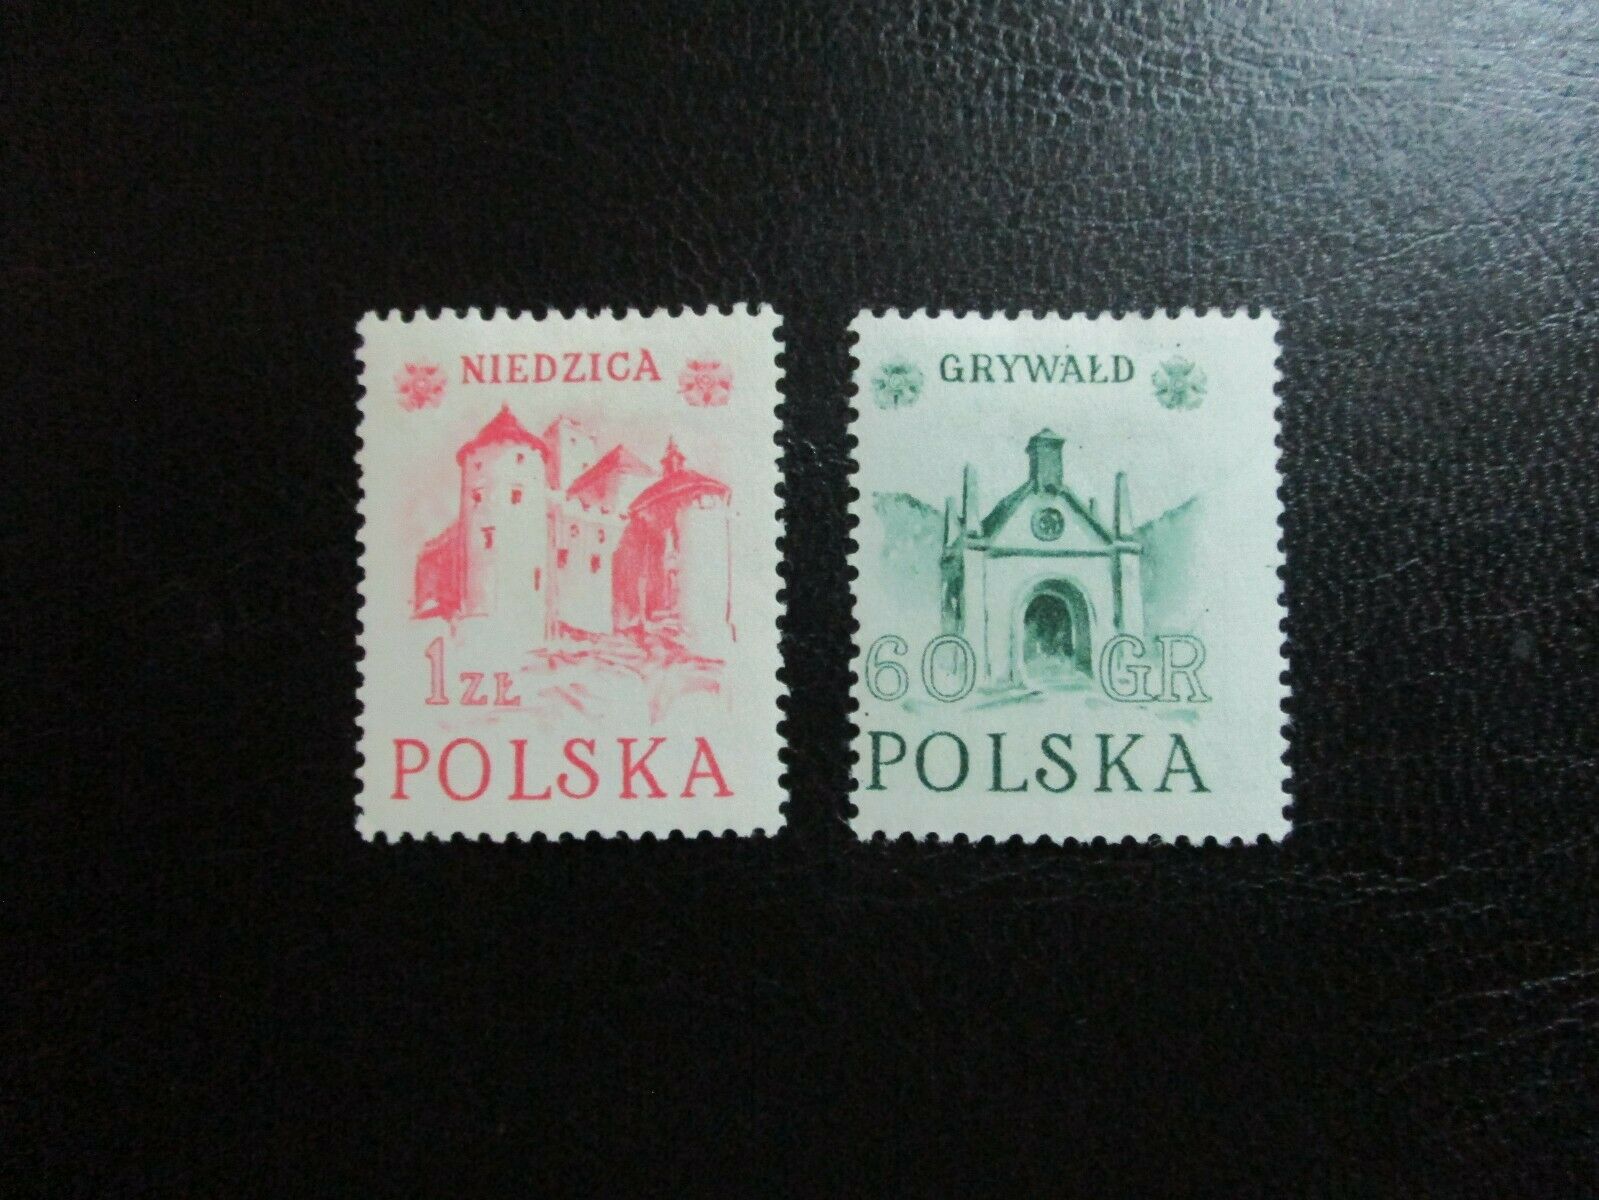 NIEDZICA
1 ZŁ
POLSKA
GRYWAŁD
60 GR
POLSKA